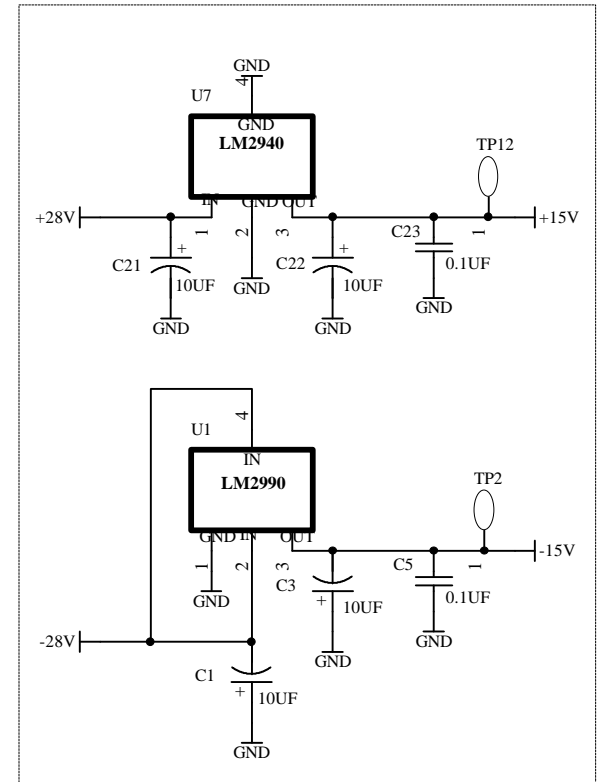 GND
4
U7
GND
LM2940
TP12
IN GND OUT
+28V
+15V
1
2
3
C23
1
C21
+
10UF
C22
+
10UF
0.1UF
GND
GND
GND
GND
4
U1
IN
LM2990
TP2
GND IN OUT
-15V
1
2
3
C5
1
C3
+
10UF
0.1UF
GND
-28V
GND
GND
C1
+
10UF
GND